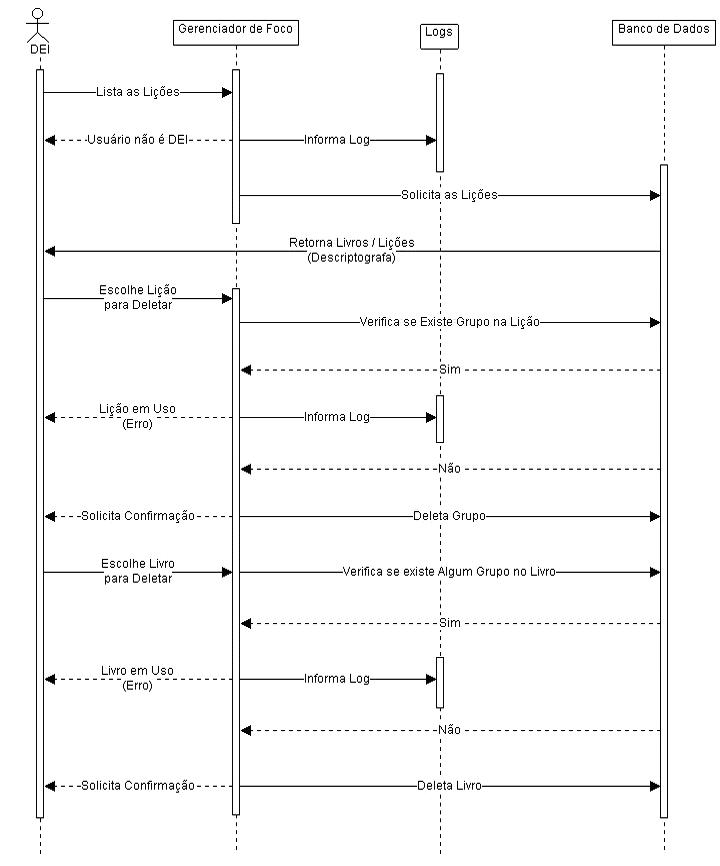 DEI
Gerenciador de Foco
Logs
Banco de Dados
Lista as Lições
Usuário não é DEI
Informa Log
Solicita as Lições
Retorna Livros / Lições
(Descriptografa)
Escolhe Lição
para Deletar
Verifica se Existe Grupo na Lição
Sim
Lição em Uso
(Erro)
Informa Log
Não
Solicita Confirmação
Deleta Grupo
Escolhe Livro
para Deletar
Verifica se existe Algum Grupo no Livro
Sim
Livro em Uso
(Erro)
Informa Log
Não
Solicita Confirmação
Deleta Livro